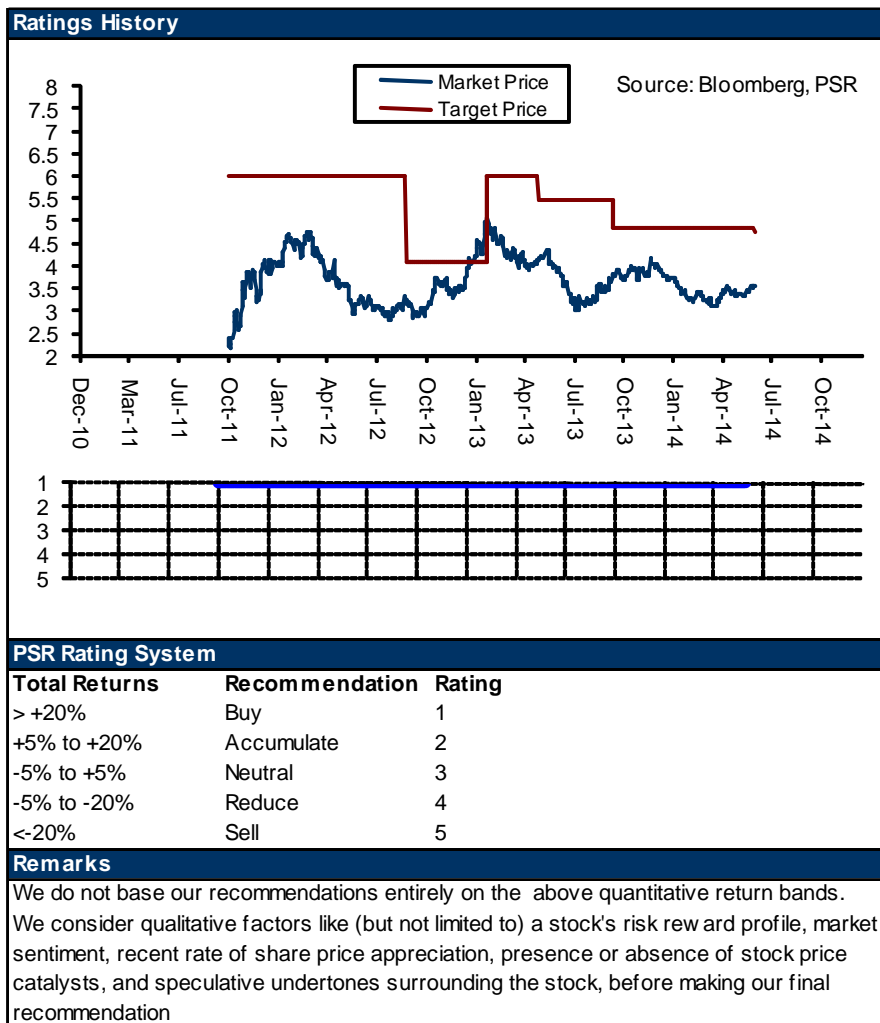 Ratings History
Market Price
Target Price
Source: Bloomberg, PSR
8
7.5
7
6.5
6
5.5
5
4.5
4
3.5
3
2.5
2
Dec-10
Mar-11
Jul-11
Oct-11
Jan-12
Apr-12
Jul-12
Oct-12
Jan-13
Apr-13
Jul-13
Oct-13
Jan-14
Apr-14
Jul-14
Oct-14
1
2
3
4
5
PSR Rating System
Total Returns Recommendation Rating
> +20% Buy 1
+5% to +20% Accumulate 2
-5% to +5% Neutral 3
-5% to -20% Reduce 4
<-20% Sell 5
Remarks
We do not base our recommendations entirely on the above quantitative return bands.
We consider qualitative factors like (but not limited to) a stock's risk reward profile, market
sentiment, recent rate of share price appreciation, presence or absence of stock price
catalysts, and speculative undertones surrounding the stock, before making our final
recommendation